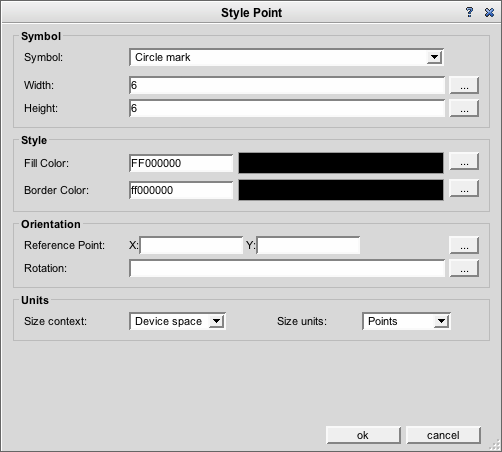 Style Point ?
Symbol
Symbol: Circle mark
Width: 6 ...
Height: 6 ...
Style
Fill Color: FF000000 ...
Border Color: ff000000 ...
Orientation
Reference Point: X: Y: ...
Rotation: ...
Units
Size context: Device space Size units: Points
ok cancel